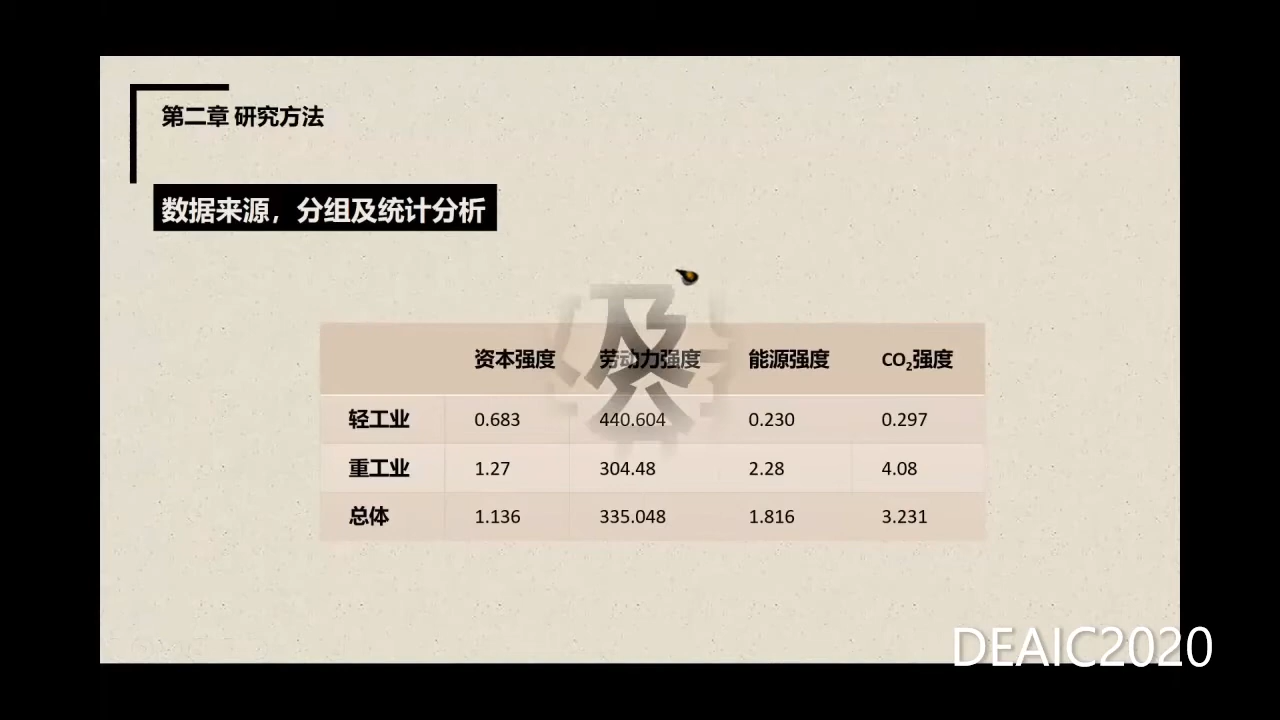 第二章 研究方法
数据来源，分组及统计分析
资本强度 劳动力强度 能源强度 CO₂强度
轻工业 0.683 440.604 0.230 0.297
重工业 1.27 304.48 2.28 4.08
总体 1.136 335.048 1.816 3.231
DEAIC2020